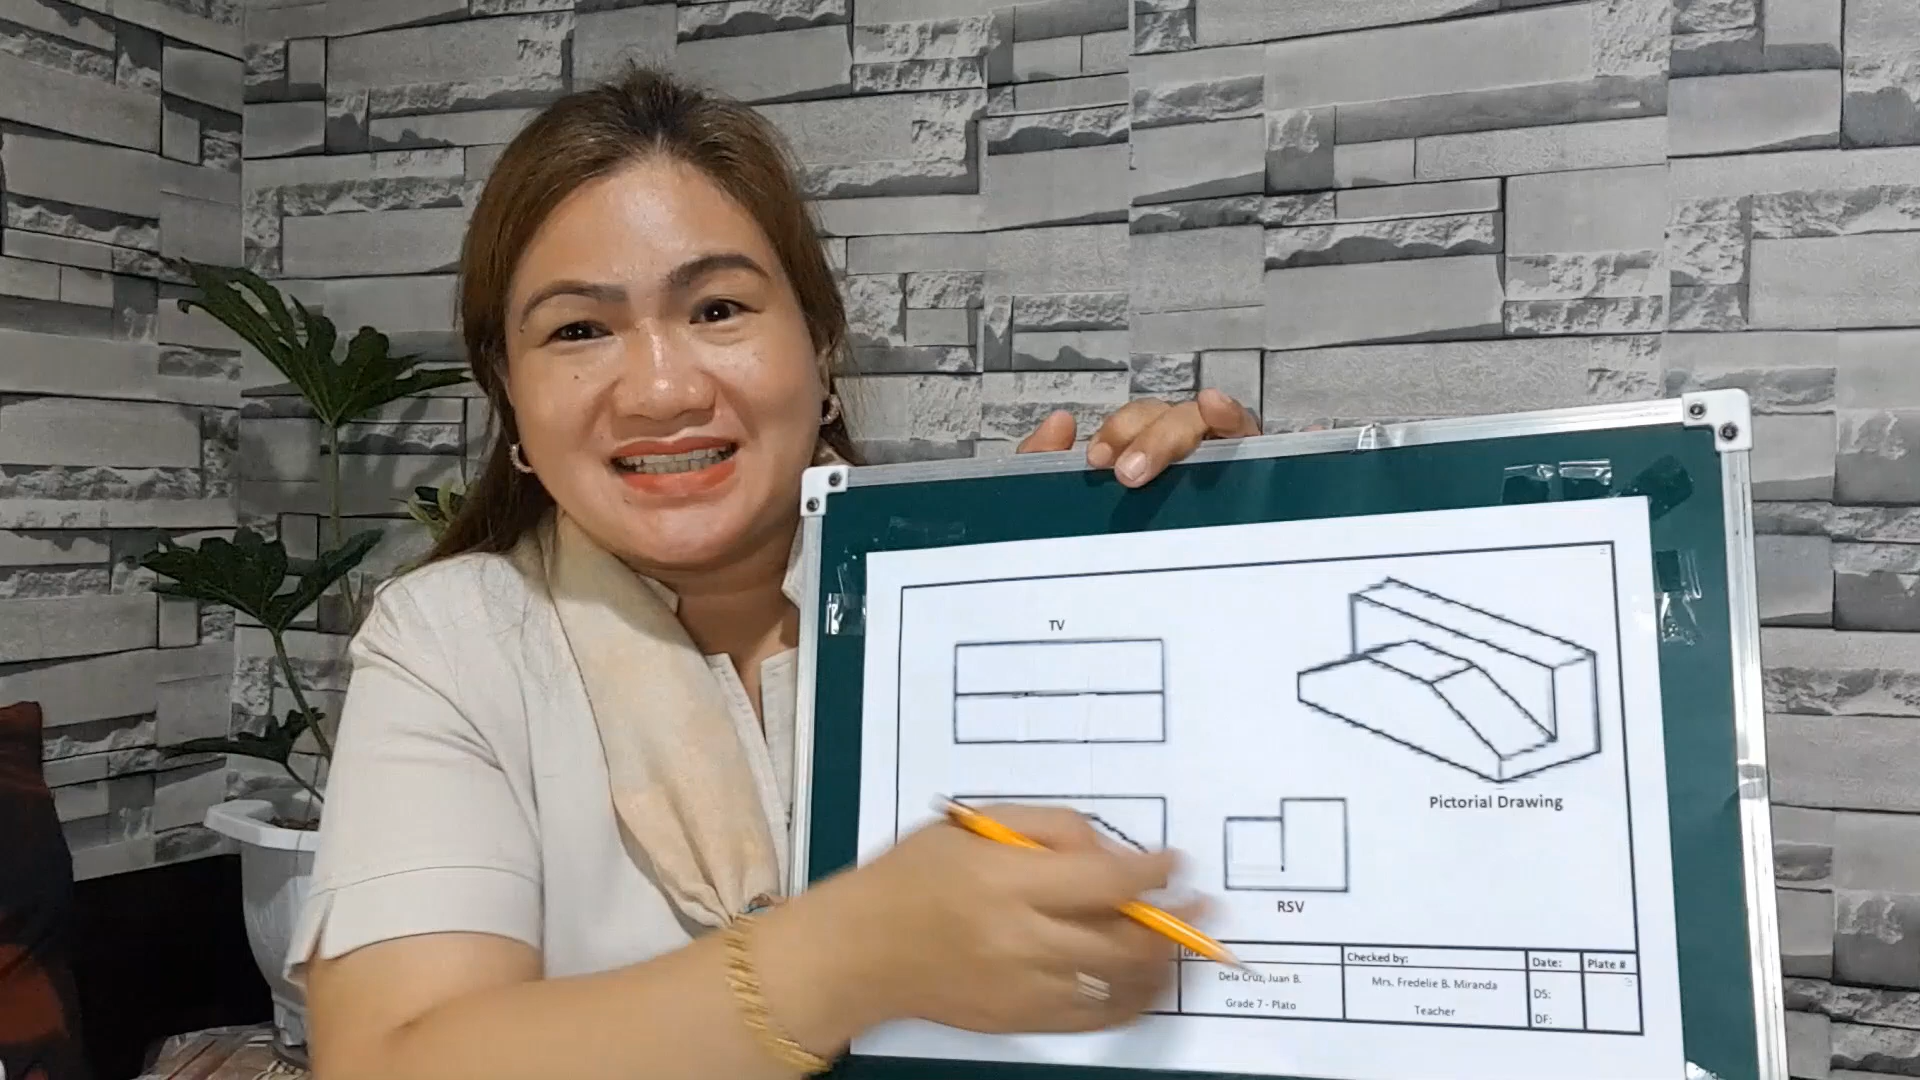 TV
Pictorial Drawing
RSV
Checked by:
Date:
Plate #
Dela Cruz, Juan B.
Grade 7 - Plato
Mrs. Fredelie B. Miranda
Teacher
DS:
DF: